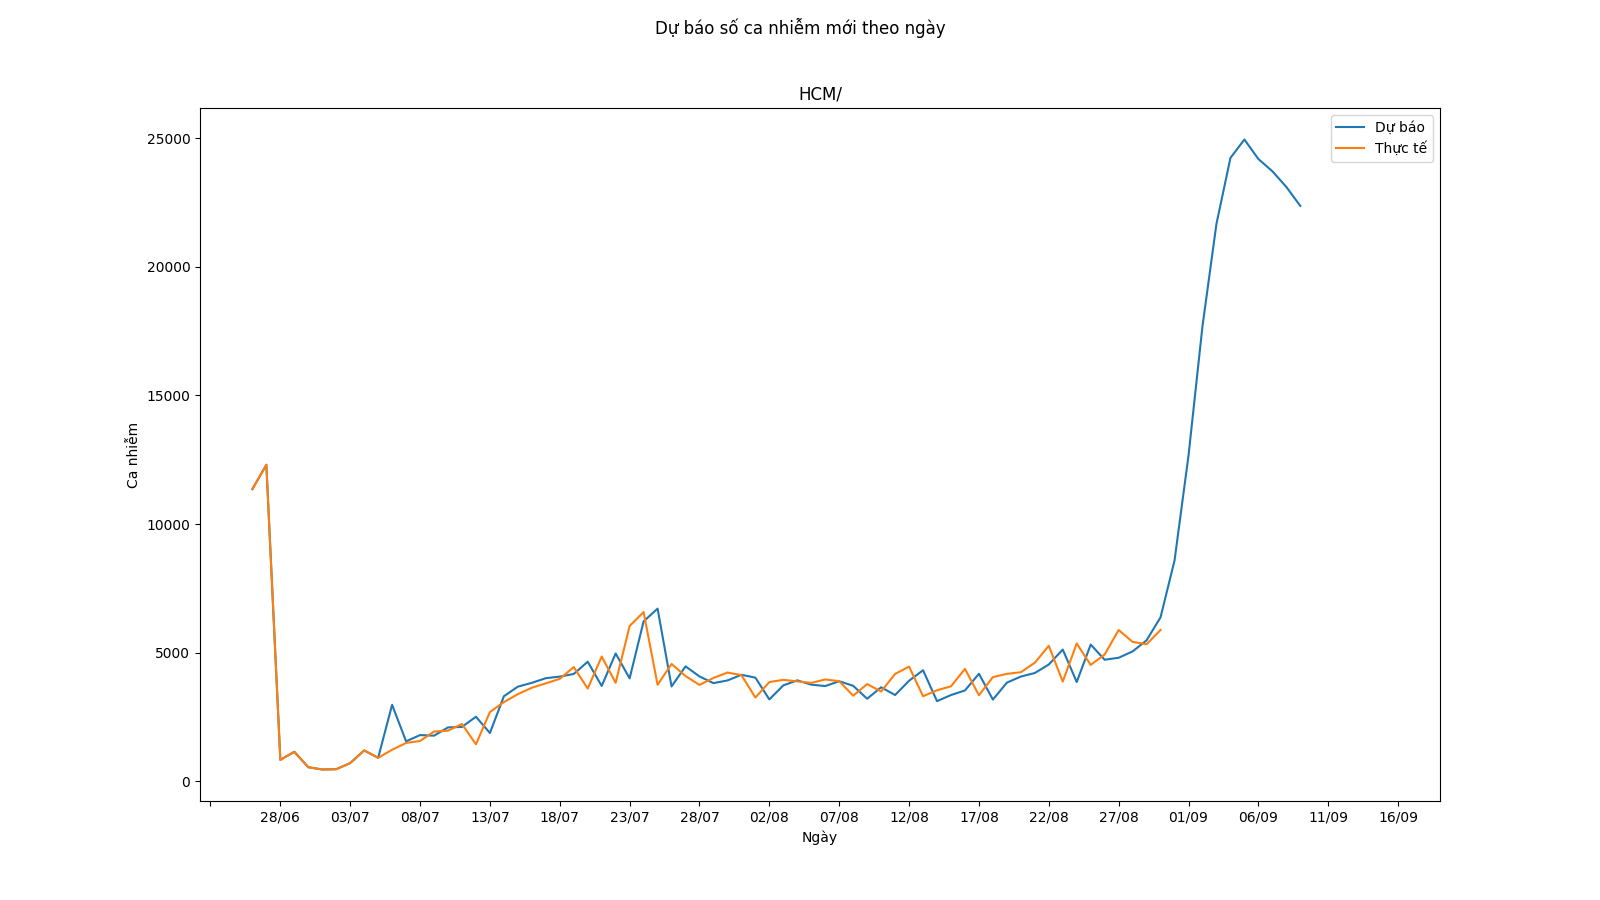 Dự báo số ca nhiễm mới theo ngày
HCM/
Dự báo
Thực tế
25000
20000
15000
10000
5000
0
Ca nhiễm
28/06 03/07 08/07 13/07 18/07 23/07 28/07 02/08 07/08 12/08 17/08 22/08 27/08 01/09 06/09 11/09 16/09
Ngày